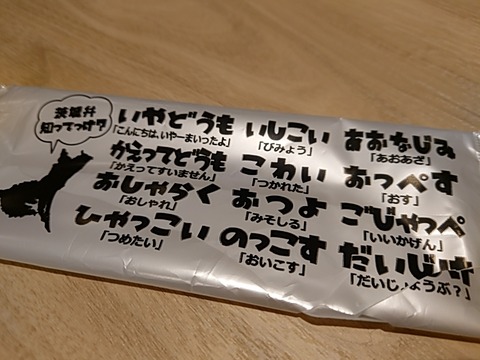 茨城弁
知ってっけ?
いやどうも
「こんにちは、いやーまいったよ」
いしこい
「びみょう」
あおなじみ
「あおあざ」
かえってどうも
「かえってすいません」
こわい
「つかれた」
おっぺす
「おす」
おしゃらく
「おしゃれ」
おつよ
「みそしる」
ごじゃっぺ
「いいかげん」
ひゃっこい
「つめたい」
のっこす
「おいこす」
だいじ
「だいじょうぶ?」